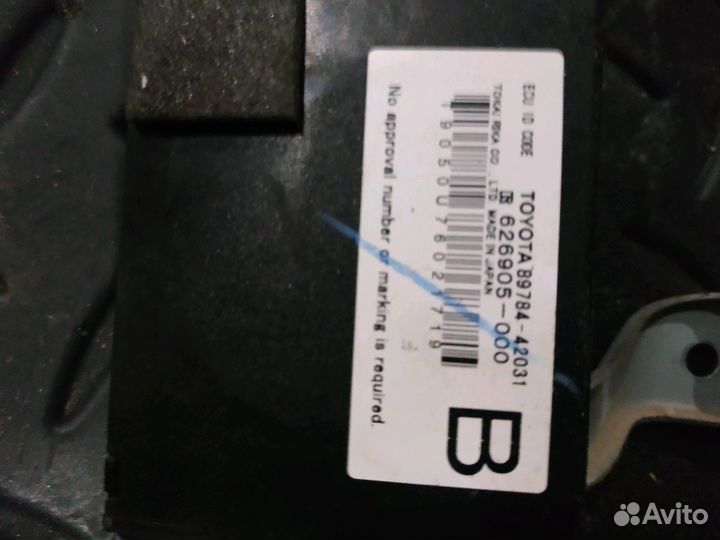 ECU ID CODE TOYOTA 89784-42031
626905-000
TOKAI RIKA CO., LTD. MADE IN JAPAN
19050U76021719
No approval number or marking is required.
B
Avito